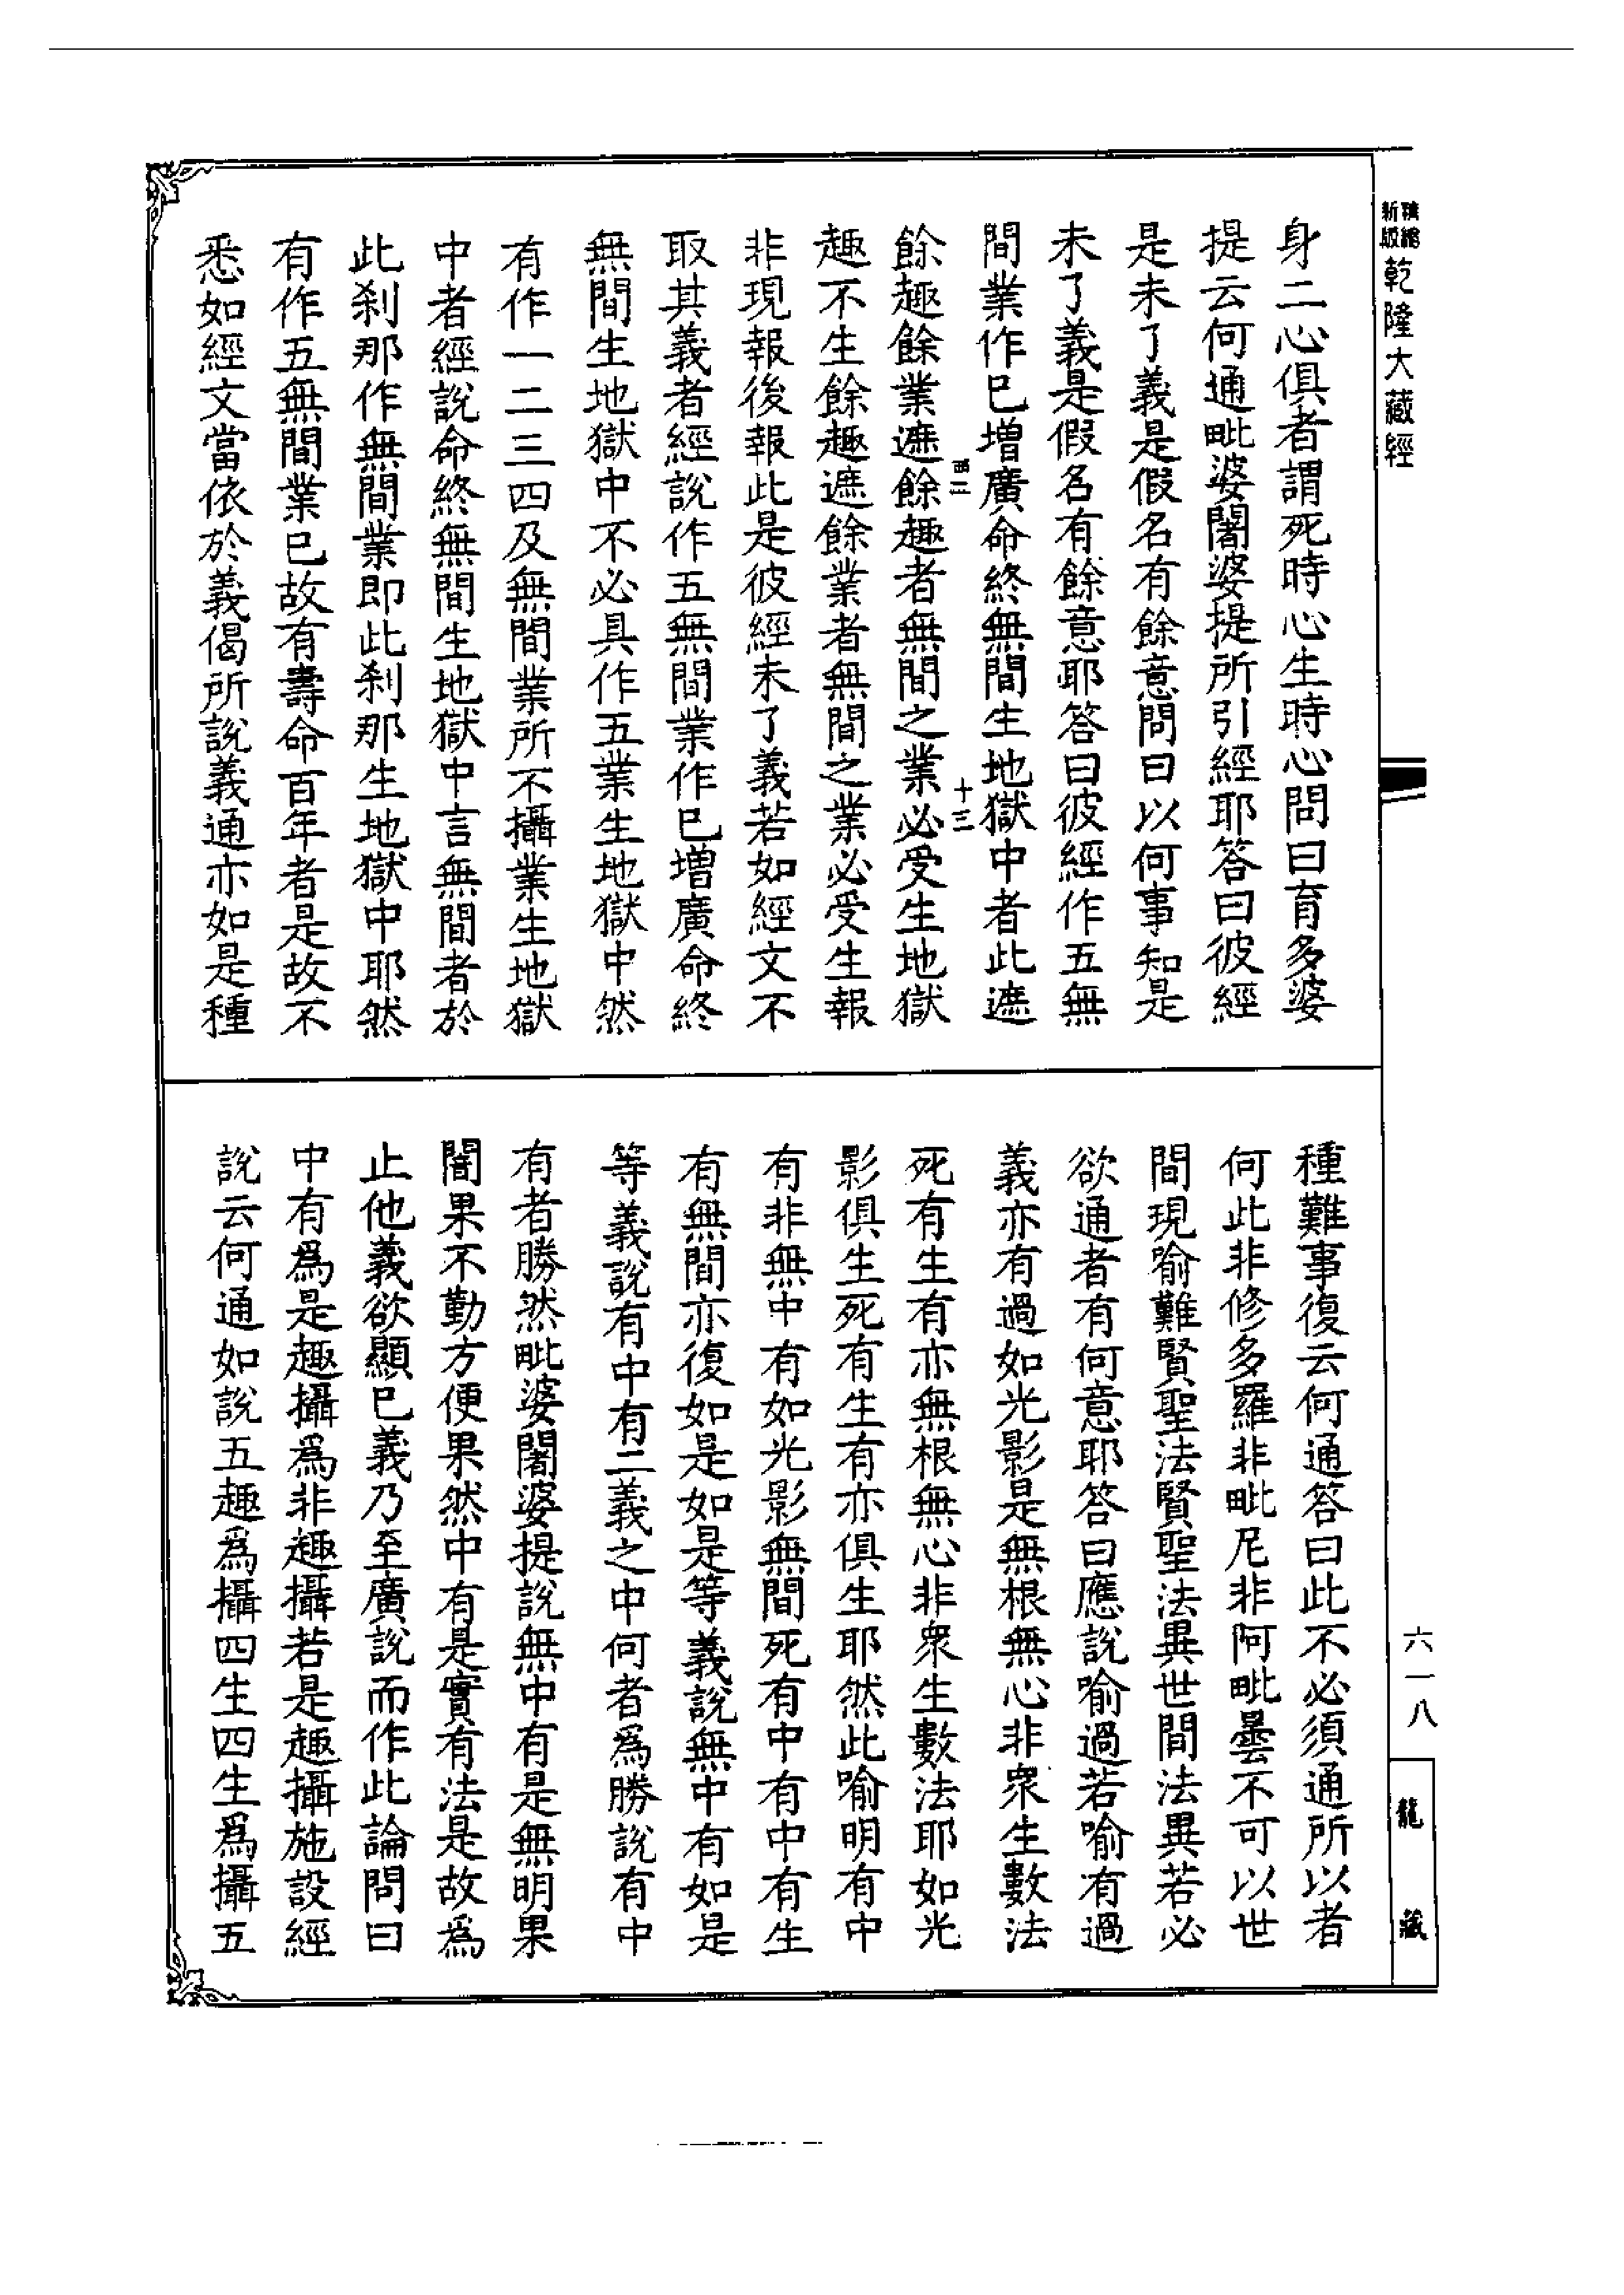 精縮新版乾隆大藏經
身二心俱者謂死時心生時心問曰育多婆
提云何通毗婆闍婆提所引經耶答曰彼經
是未了義是假名有餘意問曰以何事知是
未了義是假名有餘意耶答曰彼經作五無
間業作已增廣命終無間生地獄中者此遮
西二 十三
餘趣餘業遮餘趣者無間之業必受生地獄
趣不生餘趣遮餘業者無間之業必受生報
非現報後報此是彼經未了義若如經文不
取其義者經說作五無間業作已增廣命終
無間生地獄中不必具作五業生地獄中然
有作一二三四及無間業所不攝業生地獄
中者經說命終無間生地獄中言無間者於
此刹那作無間業即此刹那生地獄中耶然
有作五無間業已故有壽命百年者是故不
悉如經文當依於義偈所說義通亦如是種
種難事復云何通答曰此不必須通所以者
何此非修多羅非毗尼非阿毗曇不可以世
間現喻難賢聖法賢聖法異世間法異若必
欲通者有何意耶答曰應說喻過若喻有過
義亦有過如光影是無根無心非衆生數法
死有生有亦無根無心非衆生數法耶如光
影俱生死有生有亦俱生耶然此喻明有中
有非無中有如光影無間死有中有中有生
有無間亦復如是如是等義說無中有如是
等義說有中有二義之中何者爲勝說有中
有者勝然毗婆闍婆提說無中有是無明果
闇果不勤方便果然中有是實有法是故爲
止他義欲顯已義乃至廣說而作此論問曰
中有爲是趣攝爲非趣攝若是趣攝施設經
說云何通如說五趣爲攝四生四生爲攝五
六一八
龍藏